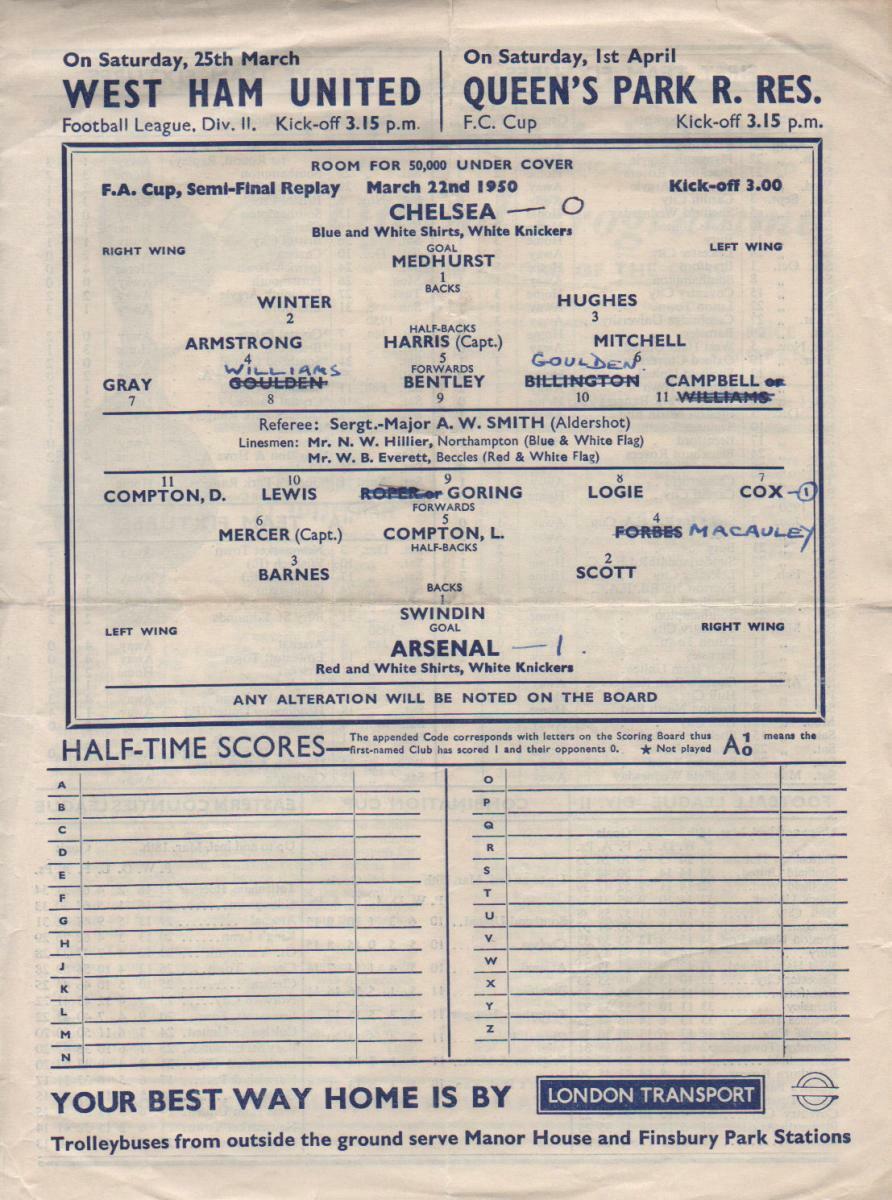 On Saturday, 25th March
WEST HAM UNITED
Football League, Div. II. Kick-off 3.15 p.m.
On Saturday, 1st April
QUEEN'S PARK R. RES.
F.C. Cup Kick-off 3.15 p.m.
ROOM FOR 50,000 UNDER COVER
F.A. Cup, Semi-Final Replay March 22nd 1950 Kick-off 3.00
CHELSEA — 0
Blue and White Shirts, White Knickers
RIGHT WING GOAL LEFT WING
MEDHURST
1
BACKS
WINTER HUGHES
2 3
HALF-BACKS
ARMSTRONG HARRIS (Capt.) MITCHELL
4 5 6
WILLIAMS FORWARDS GOULDEN
GRAY GOULDEN BENTLEY BILLINGTON CAMPBELL or
7 8 9 10 11 WILLIAMS
Referee: Sergt.-Major A. W. SMITH (Aldershot)
Linesmen: Mr. N. W. Hillier, Northampton (Blue & White Flag)
Mr. W. B. Everett, Beccles (Red & White Flag)
11 10 9 8 7
COMPTON, D. LEWIS ROPER or GORING LOGIE COX - 1
FORWARDS
6 5 4
MERCER (Capt.) COMPTON, L. FORBES MACAULEY
HALF-BACKS
3 2
BARNES SCOTT
BACKS
1
SWINDIN
LEFT WING GOAL RIGHT WING
ARSENAL — 1.
Red and White Shirts, White Knickers
ANY ALTERATION WILL BE NOTED ON THE BOARD
HALF-TIME SCORES—The appended Code corresponds with letters on the Scoring Board thus A 1 0 means the
first-named Club has scored 1 and their opponents 0. ★ Not played
A O
B P
C Q
D R
E S
F T
G U
H V
J W
K X
L Y
M Z
N
YOUR BEST WAY HOME IS BY LONDON TRANSPORT
Trolleybuses from outside the ground serve Manor House and Finsbury Park Stations